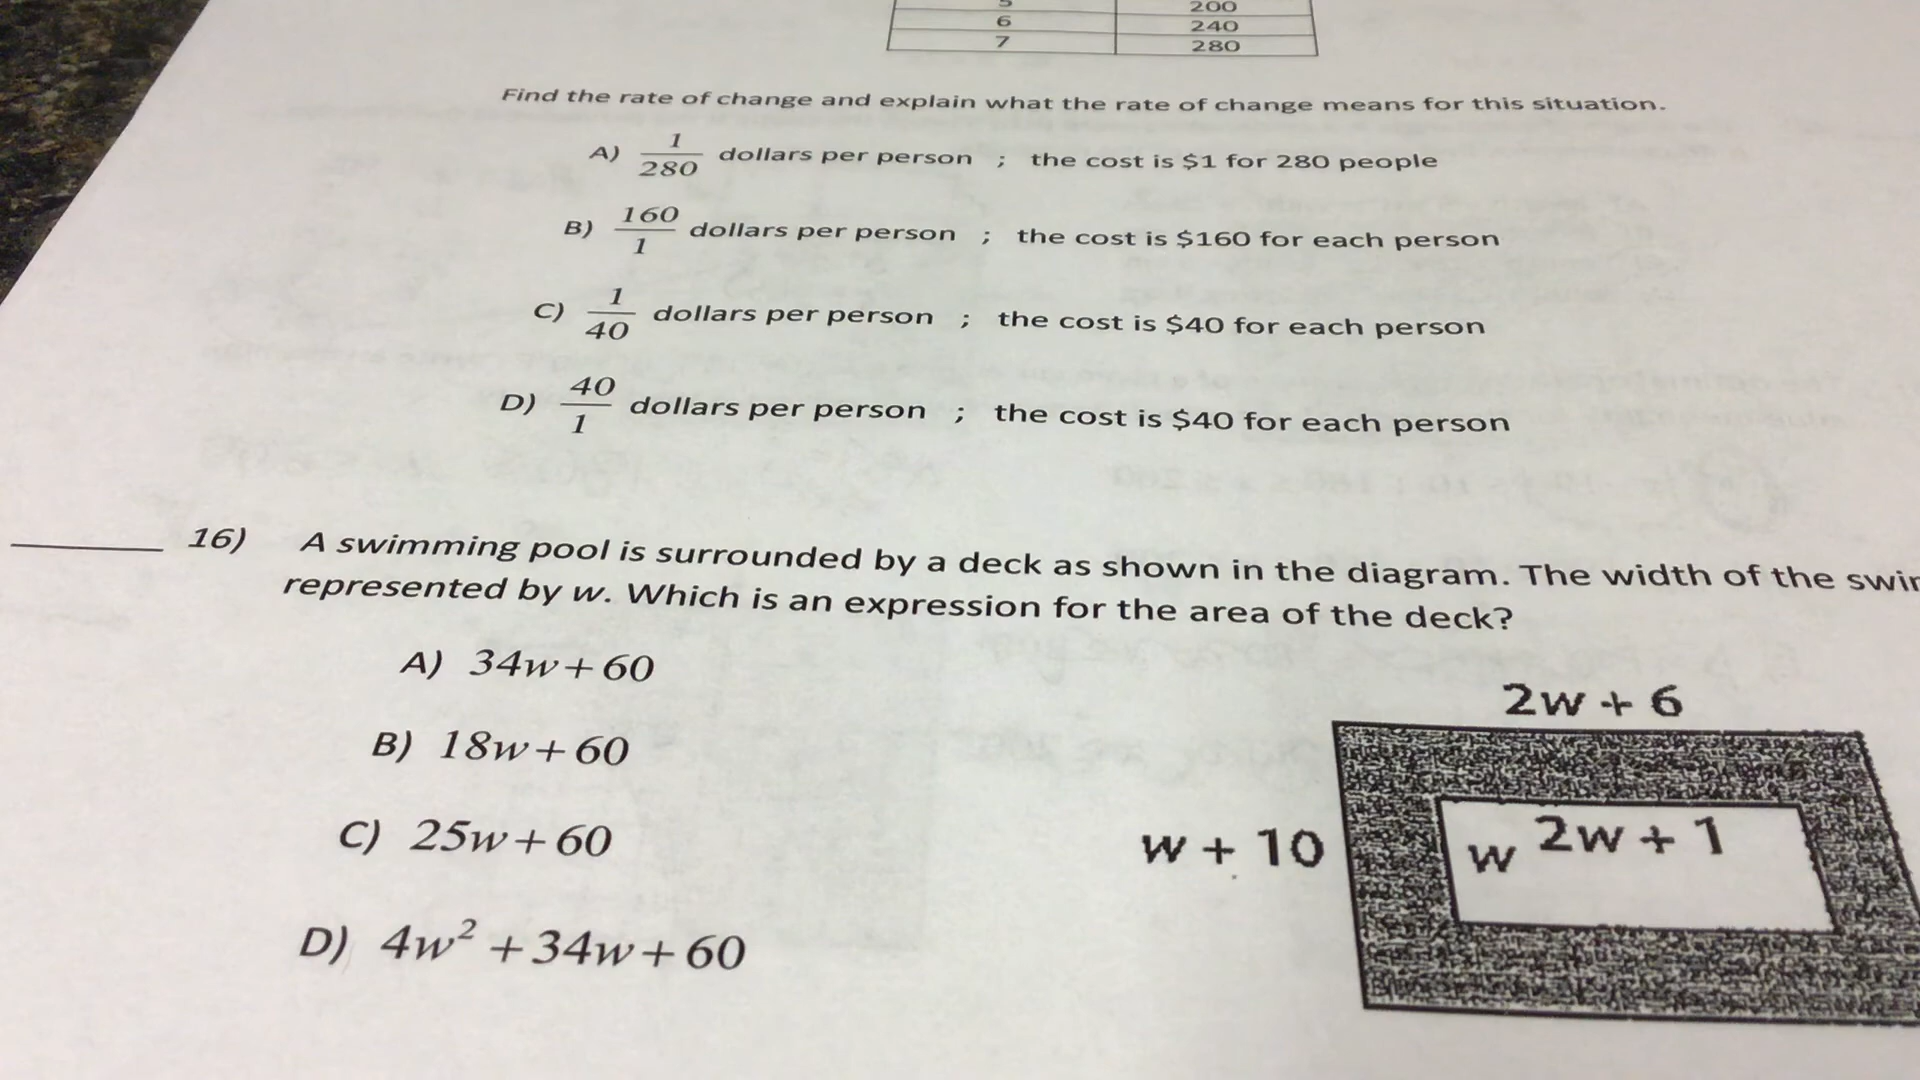 200
6 240
7 280
Find the rate of change and explain what the rate of change means for this situation.
A) 1/280 dollars per person ; the cost is $1 for 280 people
B) 160/1 dollars per person ; the cost is $160 for each person
C) 1/40 dollars per person ; the cost is $40 for each person
D) 40/1 dollars per person ; the cost is $40 for each person
16) A swimming pool is surrounded by a deck as shown in the diagram. The width of the
represented by w. Which is an expression for the area of the deck?
A) 34w + 60
B) 18w + 60
C) 25w + 60
D) 4w² + 34w + 60
2w + 6
w + 10
w 2w + 1